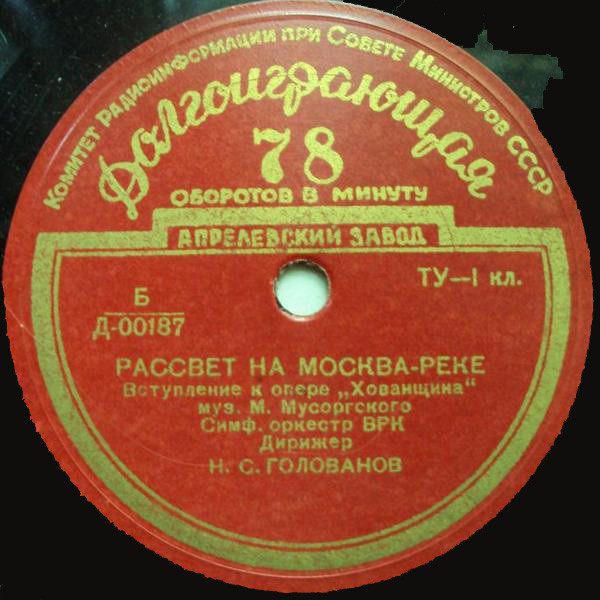 Комитет Радиоинформации при Совете Министров СССР
Долгоиграющая
78
оборотов в минуту
Апрелевский завод
ТУ—I кл.
Б
Д-00187
РАССВЕТ НА МОСКВА-РЕКЕ
Вступление к опере „Хованщина“
муз. М. Мусоргского
Симф. оркестр ВРК
Дирижер
Н. С. ГОЛОВАНОВ